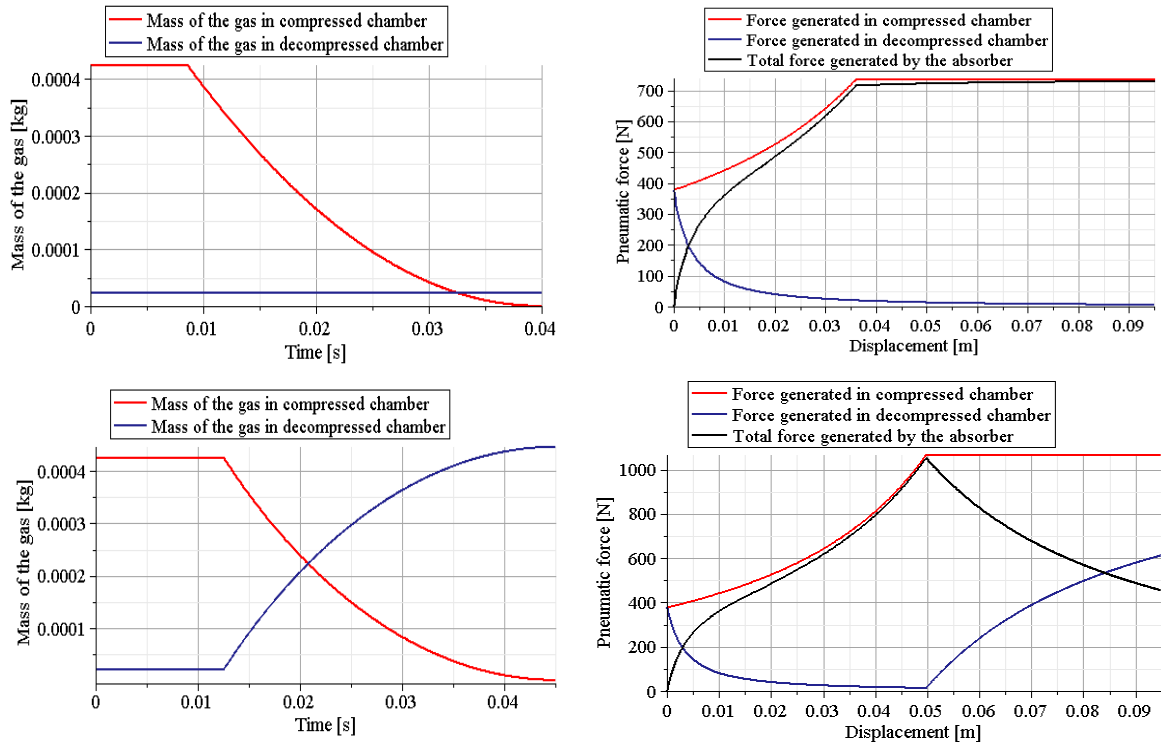 Mass of the gas in compressed chamber
Mass of the gas in decompressed chamber
Mass of the gas [kg]
0.0004
0.0003
0.0002
0.0001
0
0 0.01 0.02 0.03 0.04
Time [s]
Force generated in compressed chamber
Force generated in decompressed chamber
Total force generated by the absorber
Pneumatic force [N]
700
600
500
400
300
200
100
0
0 0.01 0.02 0.03 0.04 0.05 0.06 0.07 0.08 0.09
Displacement [m]
Mass of the gas in compressed chamber
Mass of the gas in decompressed chamber
Mass of the gas [kg]
0.0004
0.0003
0.0002
0.0001
0 0.01 0.02 0.03 0.04
Time [s]
Force generated in compressed chamber
Force generated in decompressed chamber
Total force generated by the absorber
Pneumatic force [N]
1000
800
600
400
200
0
0 0.01 0.02 0.03 0.04 0.05 0.06 0.07 0.08 0.09
Displacement [m]